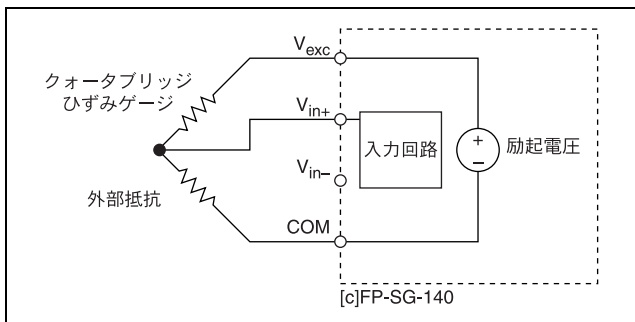 V_exc
クォータブリッジ
ひずみゲージ
V_in+
入力回路
+
−
励起電圧
V_in−
外部抵抗
COM
[c]FP-SG-140